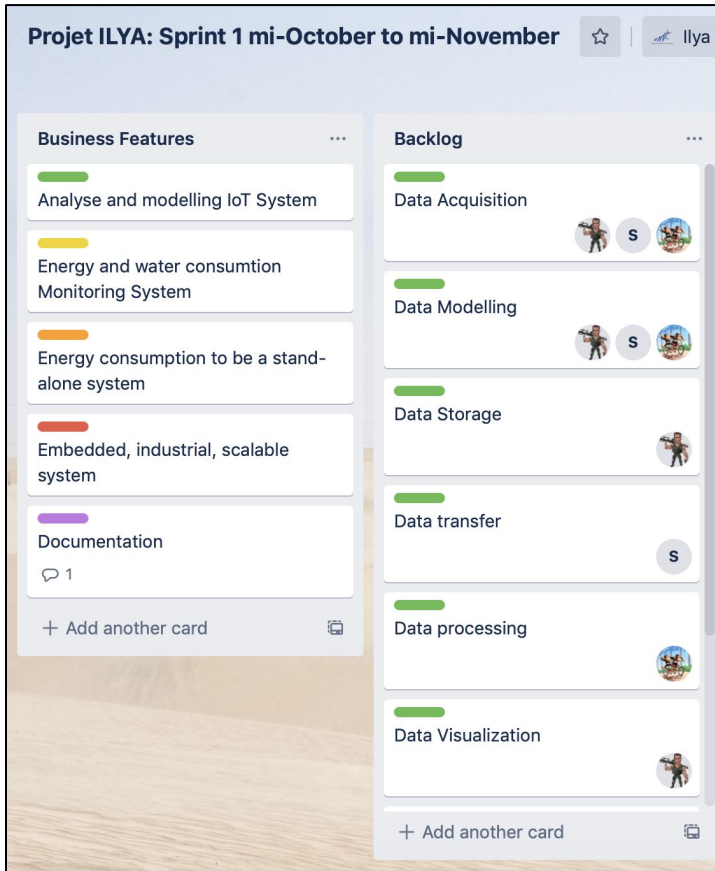 Projet ILYA: Sprint 1 mi-October to mi-November
Ilya
Business Features
Analyse and modelling IoT System
Energy and water consumtion
Monitoring System
Energy consumption to be a stand-
alone system
Embedded, industrial, scalable
system
Documentation
1
+ Add another card
Backlog
Data Acquisition
S
Data Modelling
S
Data Storage
Data transfer
S
Data processing
Data Visualization
+ Add another card